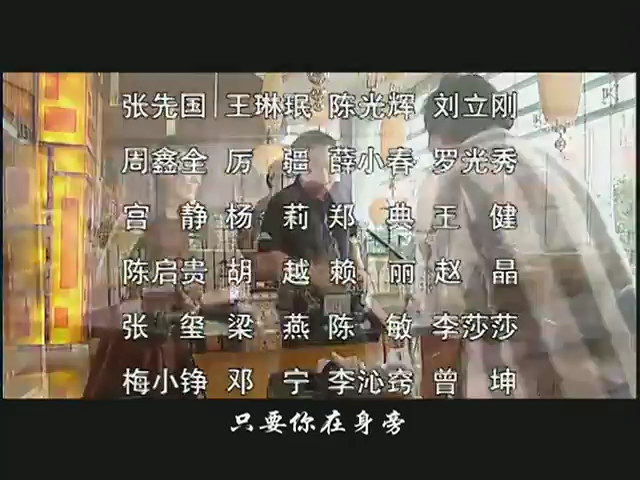 张先国 王琳珉 陈光辉 刘立刚
周鑫全 厉 疆 薛小春 罗光秀
宫 静 杨 莉 郑 典 王 健
陈启贵 胡 越 赖 丽 赵 晶
张 玺 梁 燕 陈 敏 李莎莎
梅小铮 邓 宁 李沁窍 曾 坤
只要你在身旁